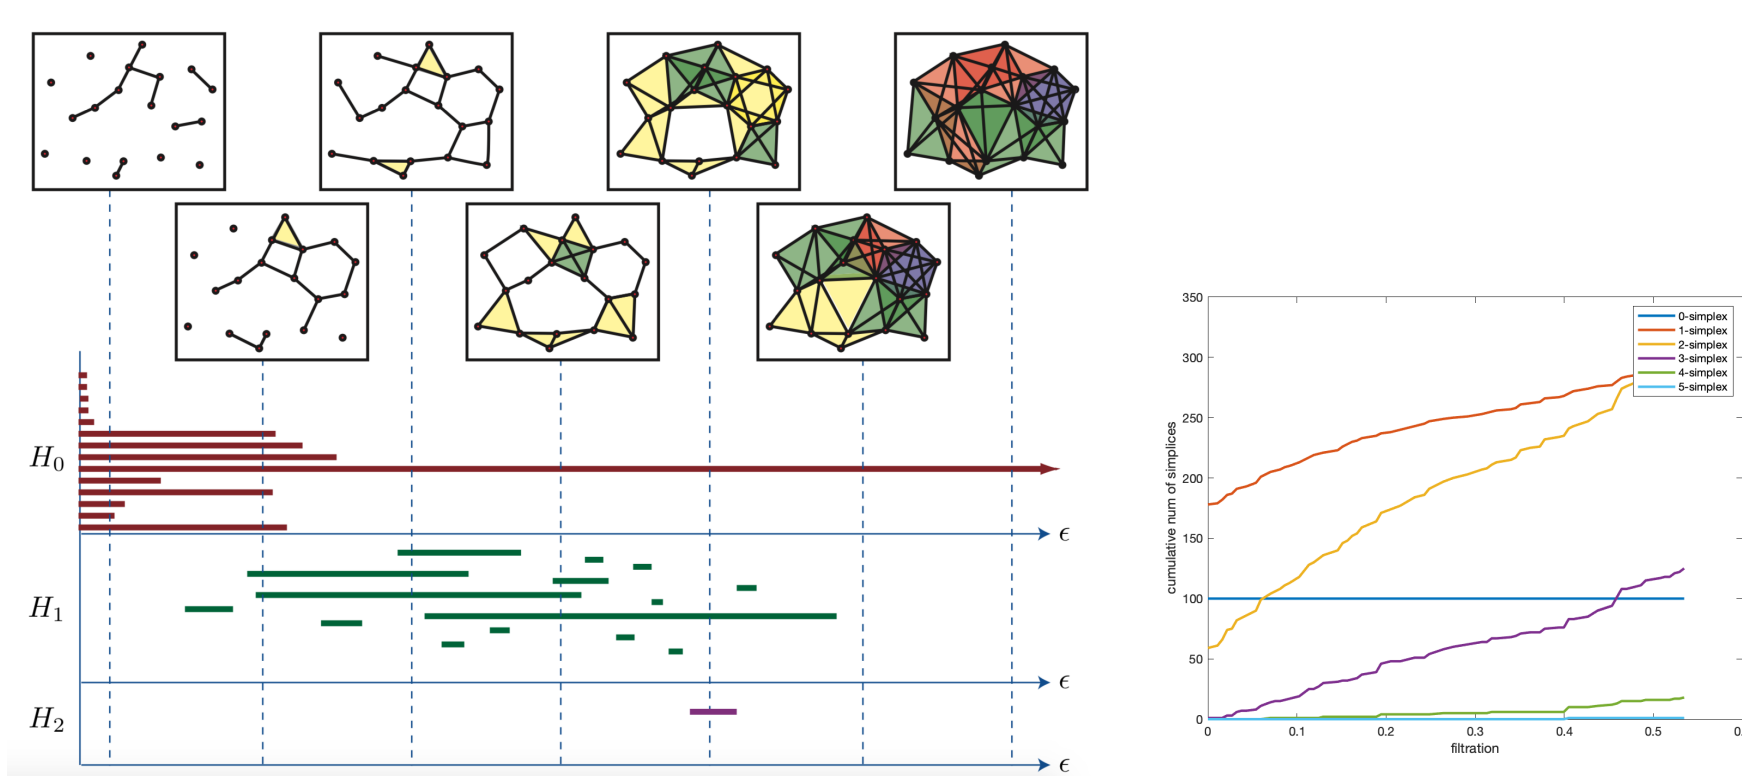 H₀
ϵ
H₁
ϵ
H₂
ϵ
cumulative num of simplices
350
300
250
200
150
100
50
0
0
0.1
0.2
0.3
0.4
0.5
0.
filtration
0-simplex
1-simplex
2-simplex
3-simplex
4-simplex
5-simplex